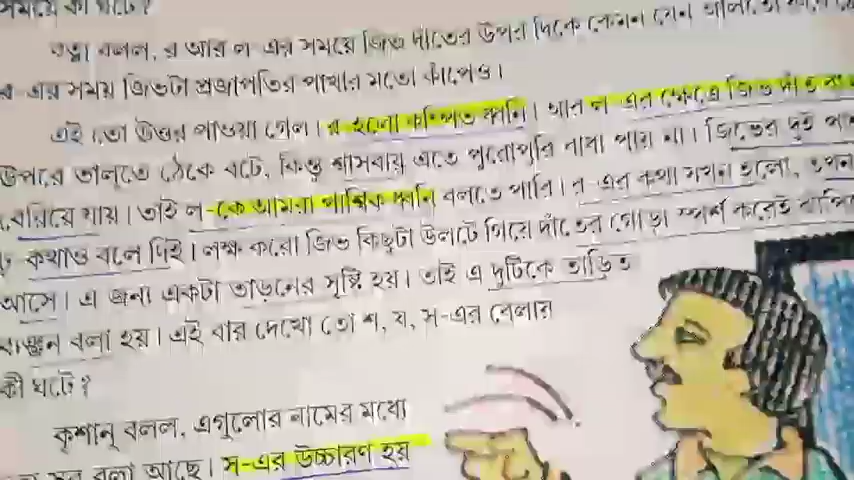 সময়ে কী ঘটে?
বলল, র আর ল এর সময়ে জিভ দাঁতের উপর দিকে কেমন যেন
র এর সময় জিভটা প্রজাপতির পাখার মতো কাঁপেও।
এই তো উত্তর পাওয়া গেল। র হলো কম্পিত ধ্বনি। আর ল-এর ক্ষেত্রে জিভ
উপরে তালুতে ঠেকে বটে, কিন্তু শ্বাসবায়ু এতে পুরোপুরি বাধা পায় না। জিভের দুই
বেরিয়ে যায়। তাই ল-কে আমরা পার্শ্বিক ধ্বনি বলতে পারি। র-এর কথা যখন হলো, তখন
কথাও বলে দিই। লক্ষ করো জিভ কিছুটা উলটে গিয়ে দাঁতের গোড়া স্পর্শ করেই
আসে। এ জন্য একটা তাড়নের সৃষ্টি হয়। তাই এ দুটিকে তাড়িত
ব্যঞ্জন বলা হয়। এই বার দেখো তো শ, ষ, স-এর বেলায়
কী ঘটে?
কৃশানু বলল, এগুলোর নামের মধ্যে
বলা আছে। স-এর উচ্চারণ হয়